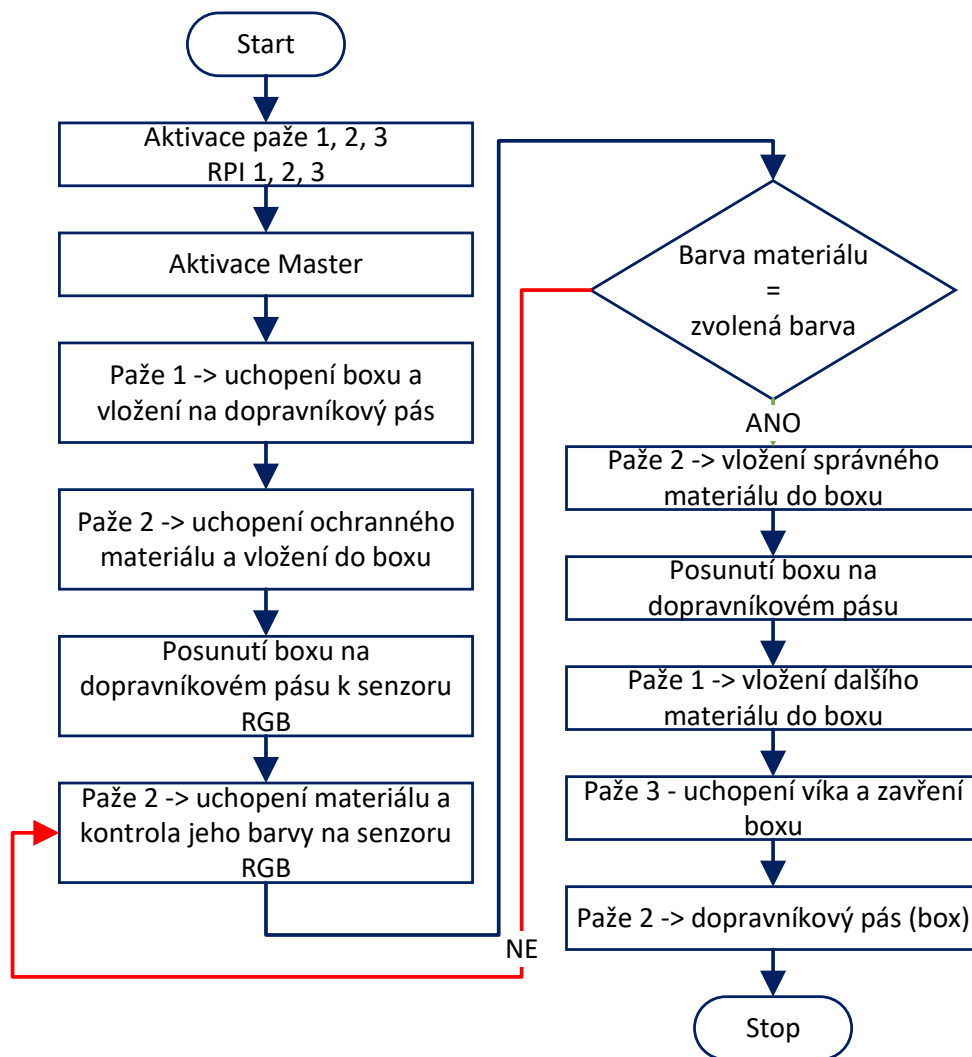 Start
Aktivace paže 1, 2, 3
RPI 1, 2, 3
Aktivace Master
Paže 1 -> uchopení boxu a
vložení na dopravníkový pás
Paže 2 -> uchopení ochranného
materiálu a vložení do boxu
Posunutí boxu na
dopravníkovém pásu k senzoru
RGB
Paže 2 -> uchopení materiálu a
kontrola jeho barvy na senzoru
RGB
Barva materiálu
=
zvolená barva
NE
ANO
Paže 2 -> vložení správného
materiálu do boxu
Posunutí boxu na
dopravníkovém pásu
Paže 1 -> vložení dalšího
materiálu do boxu
Paže 3 - uchopení víka a zavření
boxu
Paže 2 -> dopravníkový pás (box)
Stop